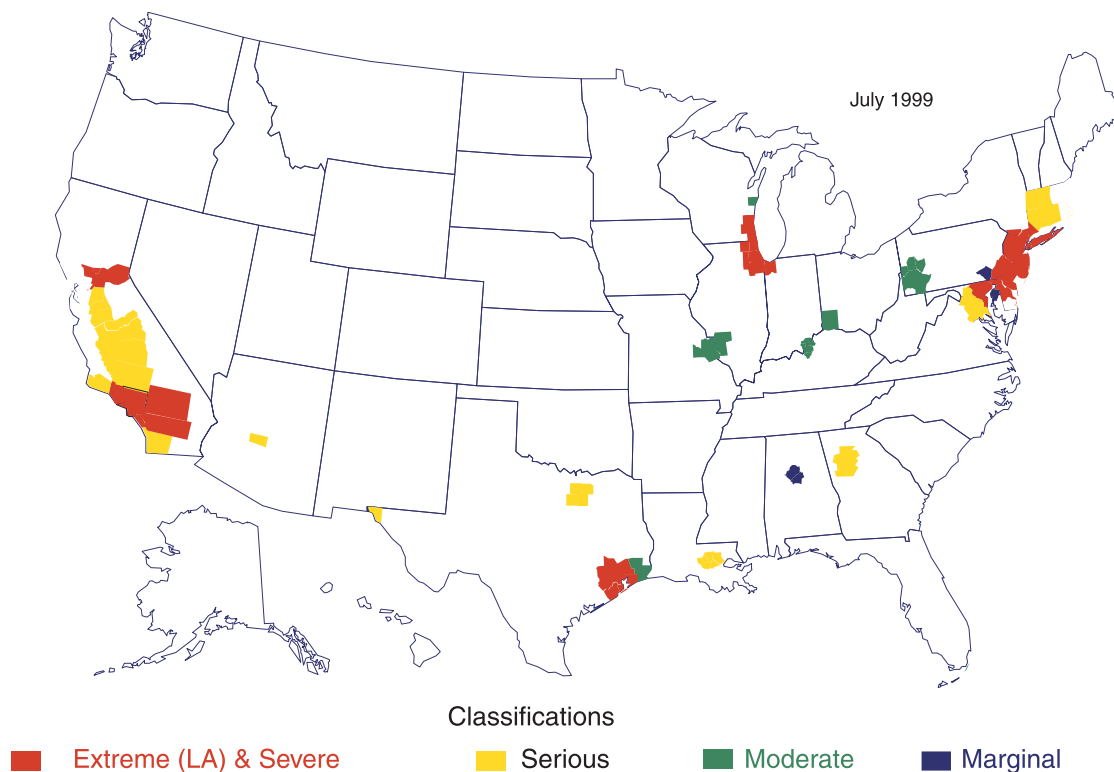 July 1999
Classifications
Extreme (LA) & Severe
Serious
Moderate
Marginal